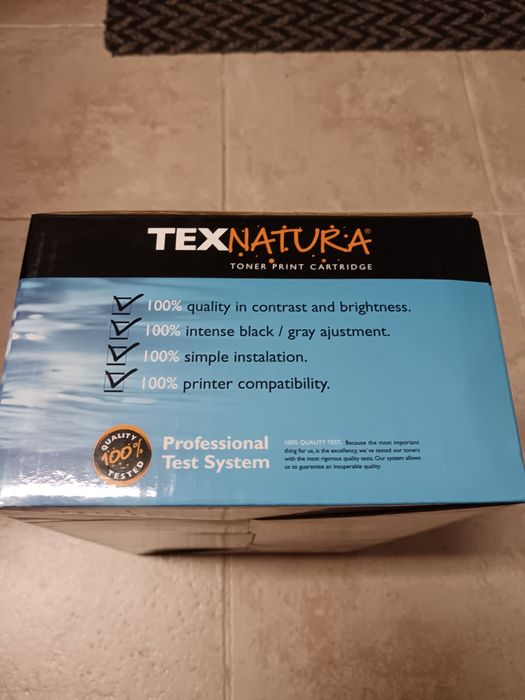 TEXNATURA®
TONER PRINT CARTRIDGE
100% quality in contrast and brightness.
100% intense black / gray ajustment.
100% simple instalation.
100% printer compatibility.
QUALITY
100%
TESTED
Professional
Test System
100% QUALITY TEST. Because the most important
thing for us, is the excellency, we've tested our toners
with the most rigorous quality tests. Our system allows
us to guarantee an insuperable quality.